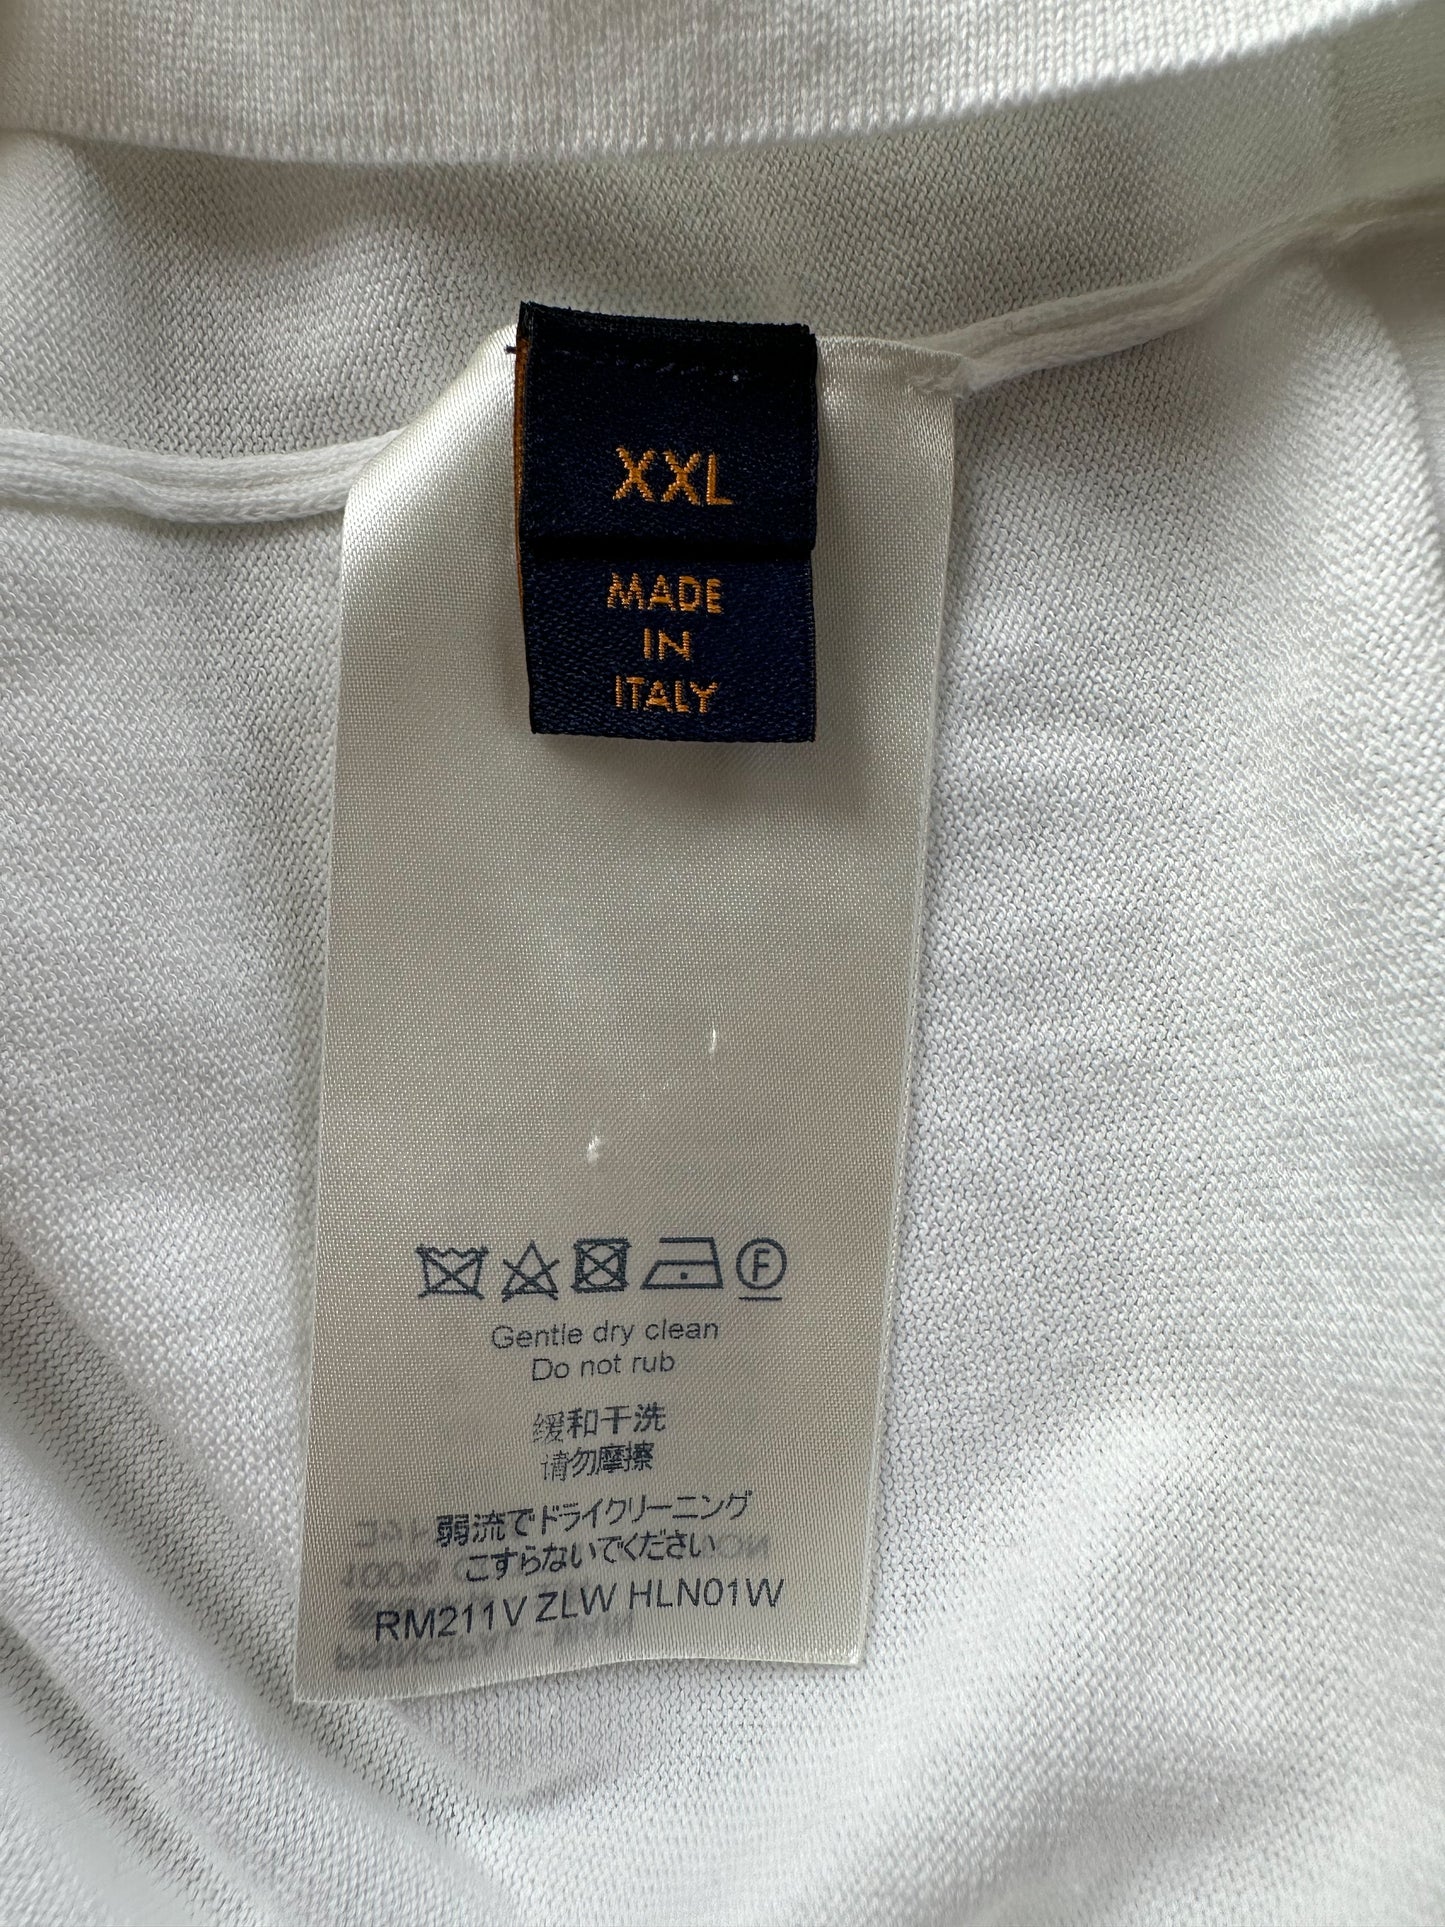 XXL
MADE
IN
ITALY
F
Gentle dry clean
Do not rub
缓和干洗
请勿摩擦
弱流でドライクリーニング
こすらないでください
RM211V ZLW HLN01W